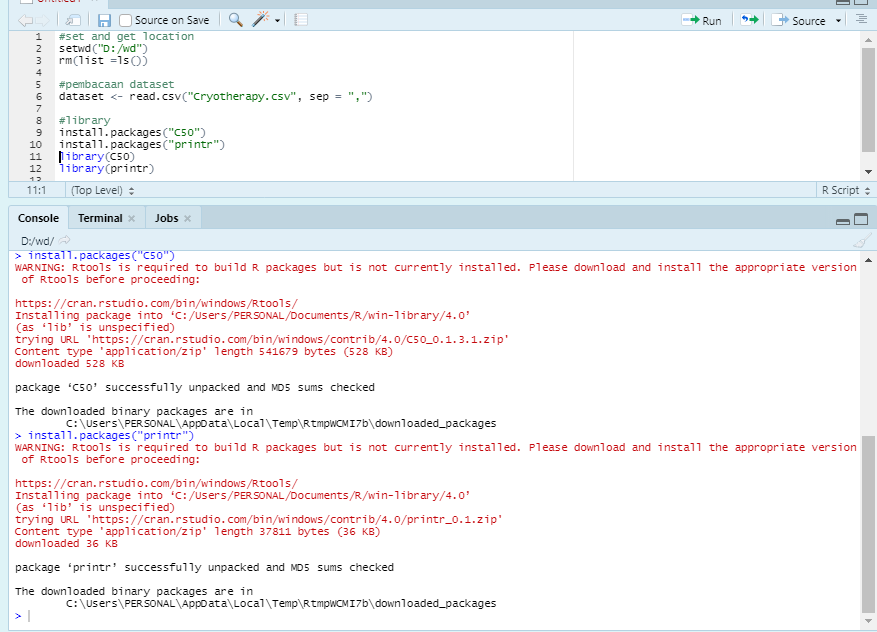 Untitled1
Source on Save
Run
Source
1 #set and get location
2 setwd("D:/wd")
3 rm(list =ls())
4
5 #pembacaan dataset
6 dataset <- read.csv("Cryotherapy.csv", sep = ",")
7
8 #library
9 install.packages("C50")
10 install.packages("printr")
11 library(C50)
12 library(printr)
13
11:1 (Top Level) R Script
Console Terminal Jobs
D:/wd/
> install.packages("C50")
WARNING: Rtools is required to build R packages but is not currently installed. Please download and install the appropriate version
of Rtools before proceeding:

https://cran.rstudio.com/bin/windows/Rtools/
Installing package into ‘C:/Users/PERSONAL/Documents/R/win-library/4.0’
(as ‘lib’ is unspecified)
trying URL 'https://cran.rstudio.com/bin/windows/contrib/4.0/C50_0.1.3.1.zip'
Content type 'application/zip' length 541679 bytes (528 KB)
downloaded 528 KB

package ‘C50’ successfully unpacked and MD5 sums checked

The downloaded binary packages are in
C:\Users\PERSONAL\AppData\Local\Temp\RtmpWCMI7b\downloaded_packages
> install.packages("printr")
WARNING: Rtools is required to build R packages but is not currently installed. Please download and install the appropriate version
of Rtools before proceeding:

https://cran.rstudio.com/bin/windows/Rtools/
Installing package into ‘C:/Users/PERSONAL/Documents/R/win-library/4.0’
(as ‘lib’ is unspecified)
trying URL 'https://cran.rstudio.com/bin/windows/contrib/4.0/printr_0.1.zip'
Content type 'application/zip' length 37811 bytes (36 KB)
downloaded 36 KB

package ‘printr’ successfully unpacked and MD5 sums checked

The downloaded binary packages are in
C:\Users\PERSONAL\AppData\Local\Temp\RtmpWCMI7b\downloaded_packages
>